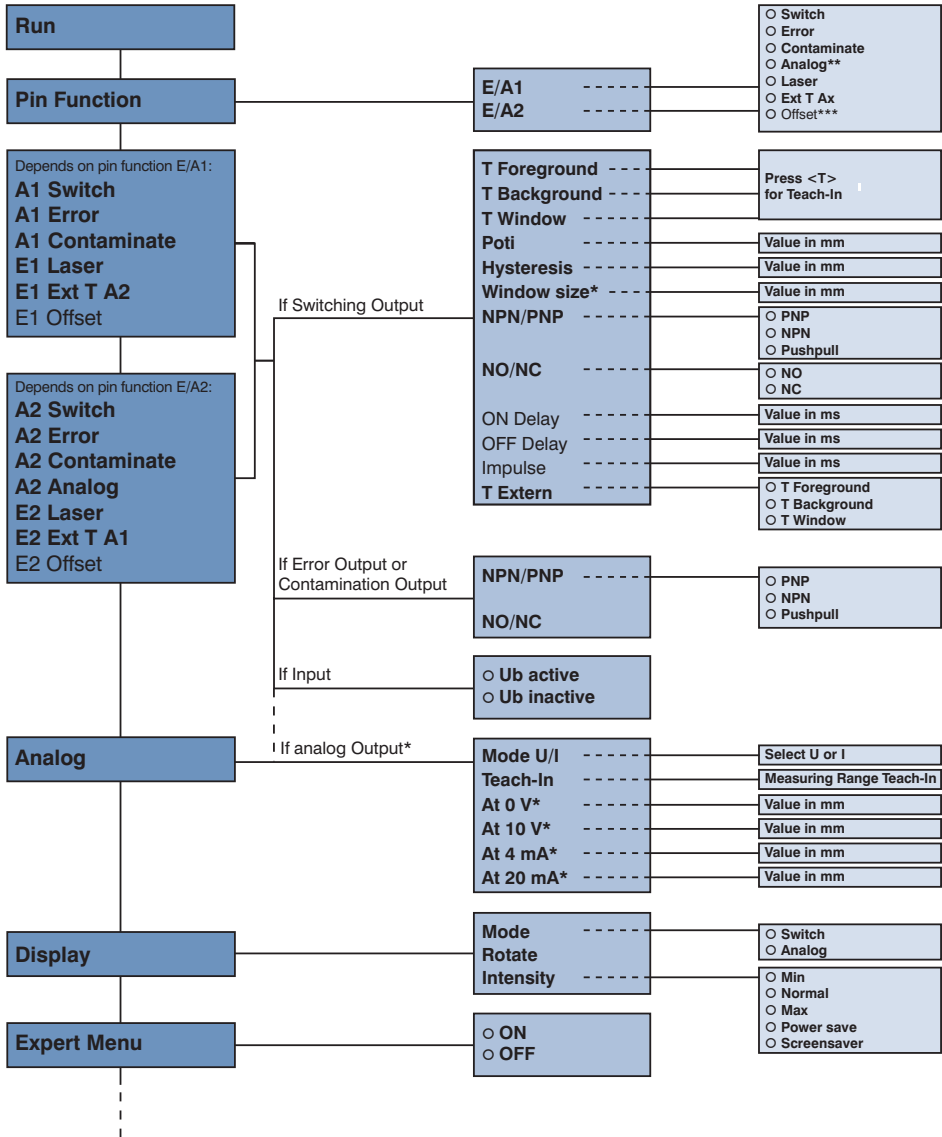 Run
Pin Function
E/A1
E/A2
○ Switch
○ Error
○ Contaminate
○ Analog**
○ Laser
○ Ext T Ax
○ Offset***
Depends on pin function E/A1:
A1 Switch
A1 Error
A1 Contaminate
E1 Laser
E1 Ext T A2
E1 Offset
Depends on pin function E/A2:
A2 Switch
A2 Error
A2 Contaminate
A2 Analog
E2 Laser
E2 Ext T A1
E2 Offset
If Switching Output
T Foreground
T Background
T Window
Poti
Hysteresis
Window size*
NPN/PNP
NO/NC
ON Delay
OFF Delay
Impulse
T Extern
Press <T>
for Teach-In
Value in mm
Value in mm
Value in mm
○ PNP
○ NPN
○ Pushpull
○ NO
○ NC
Value in ms
Value in ms
Value in ms
○ T Foreground
○ T Background
○ T Window
If Error Output or
Contamination Output
NPN/PNP
NO/NC
○ PNP
○ NPN
○ Pushpull
If Input
○ Ub active
○ Ub inactive
Analog
If analog Output*
Mode U/I
Teach-In
At 0 V*
At 10 V*
At 4 mA*
At 20 mA*
Select U or I
Measuring Range Teach-In
Value in mm
Value in mm
Value in mm
Value in mm
Display
Mode
Rotate
Intensity
○ Switch
○ Analog
○ Min
○ Normal
○ Max
○ Power save
○ Screensaver
Expert Menu
○ ON
○ OFF